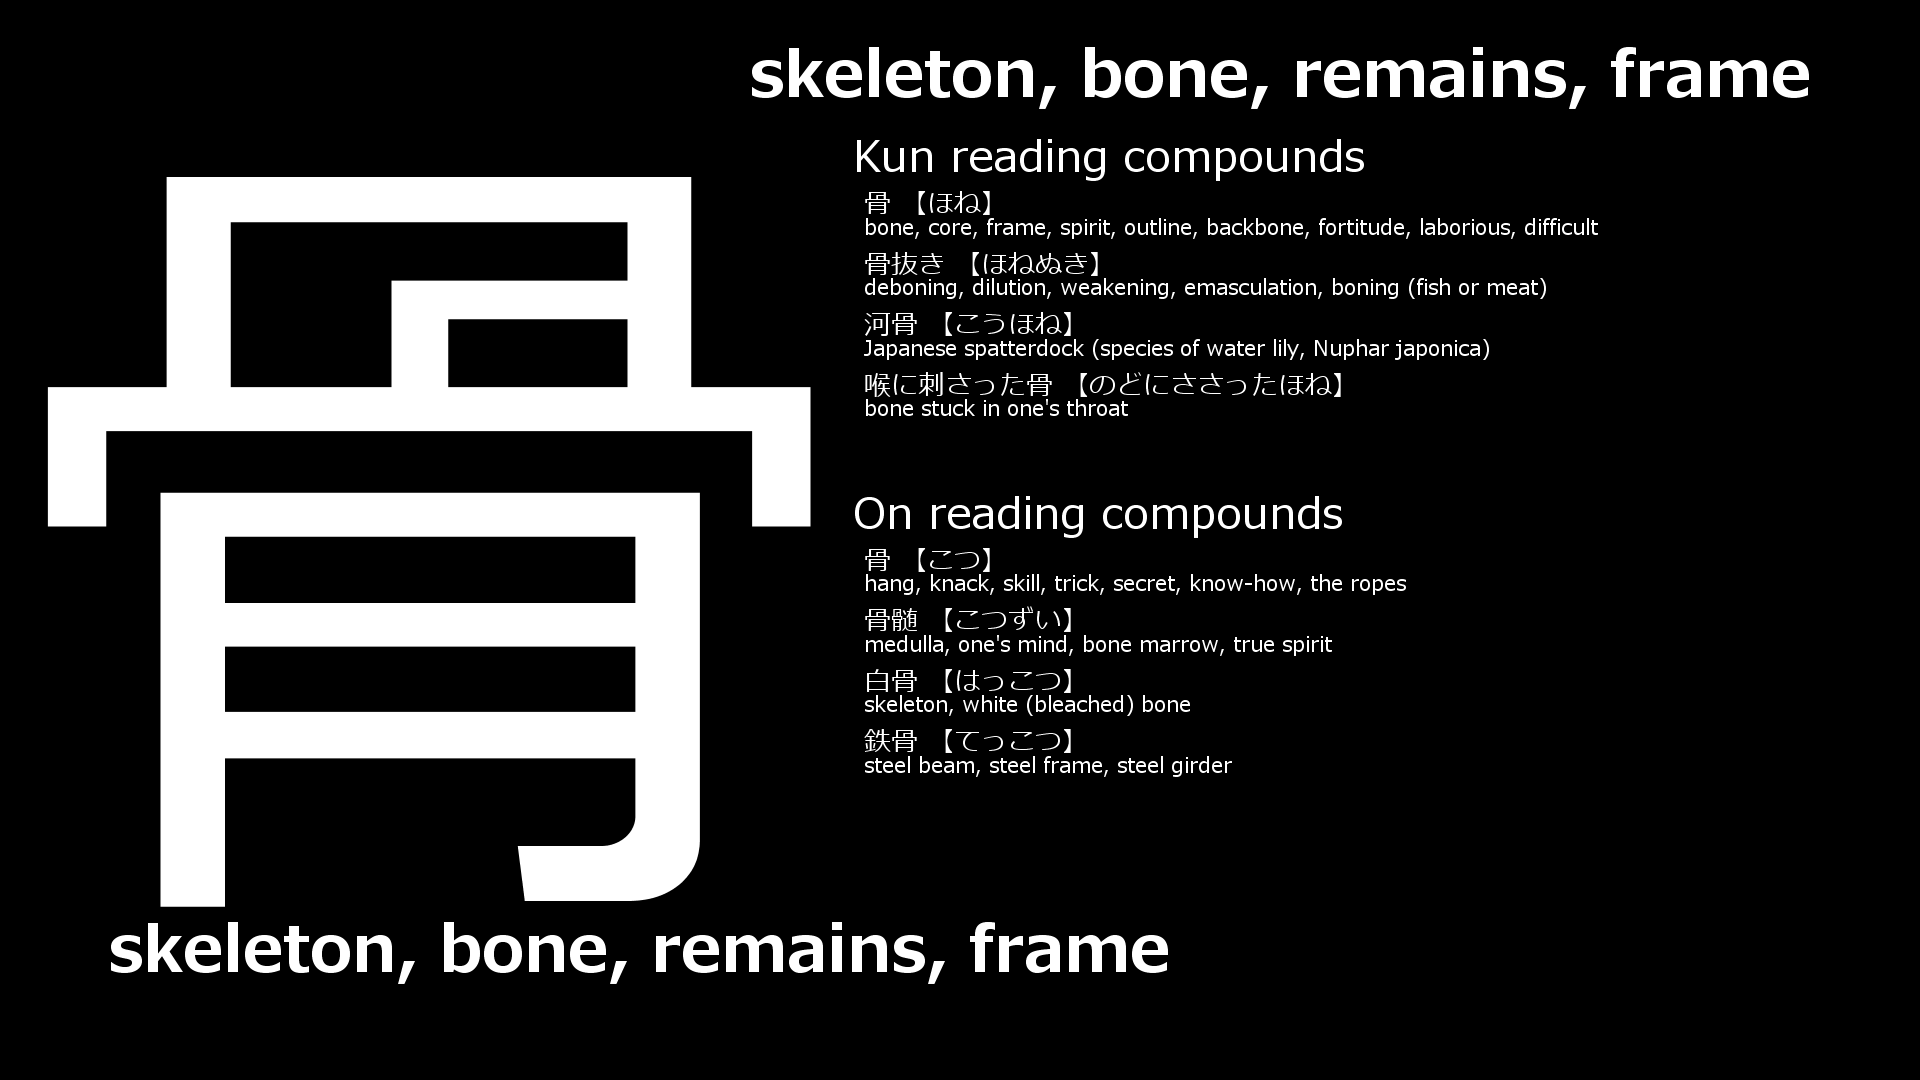 skeleton, bone, remains, frame
骨
Kun reading compounds
骨 【ほね】
bone, core, frame, spirit, outline, backbone, fortitude, laborious, difficult
骨抜き 【ほねぬき】
deboning, dilution, weakening, emasculation, boning (fish or meat)
河骨 【こうほね】
Japanese spatterdock (species of water lily, Nuphar japonica)
喉に刺さった骨 【のどにささったほね】
bone stuck in one's throat
On reading compounds
骨 【こつ】
hang, knack, skill, trick, secret, know-how, the ropes
骨髄 【こつずい】
medulla, one's mind, bone marrow, true spirit
白骨 【はっこつ】
skeleton, white (bleached) bone
鉄骨 【てっこつ】
steel beam, steel frame, steel girder
skeleton, bone, remains, frame